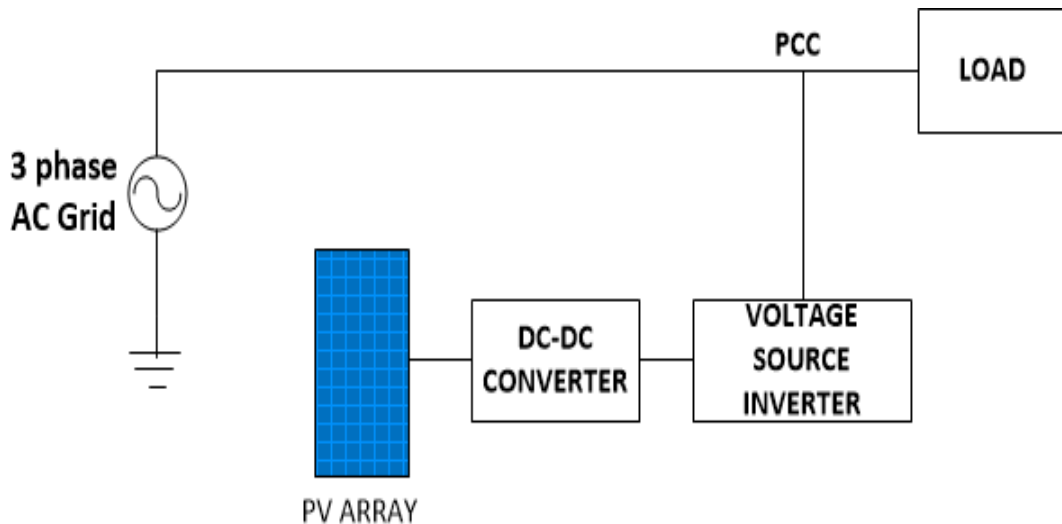 PCC
LOAD
3 phase
AC Grid
DC-DC
CONVERTER
VOLTAGE
SOURCE
INVERTER
PV ARRAY